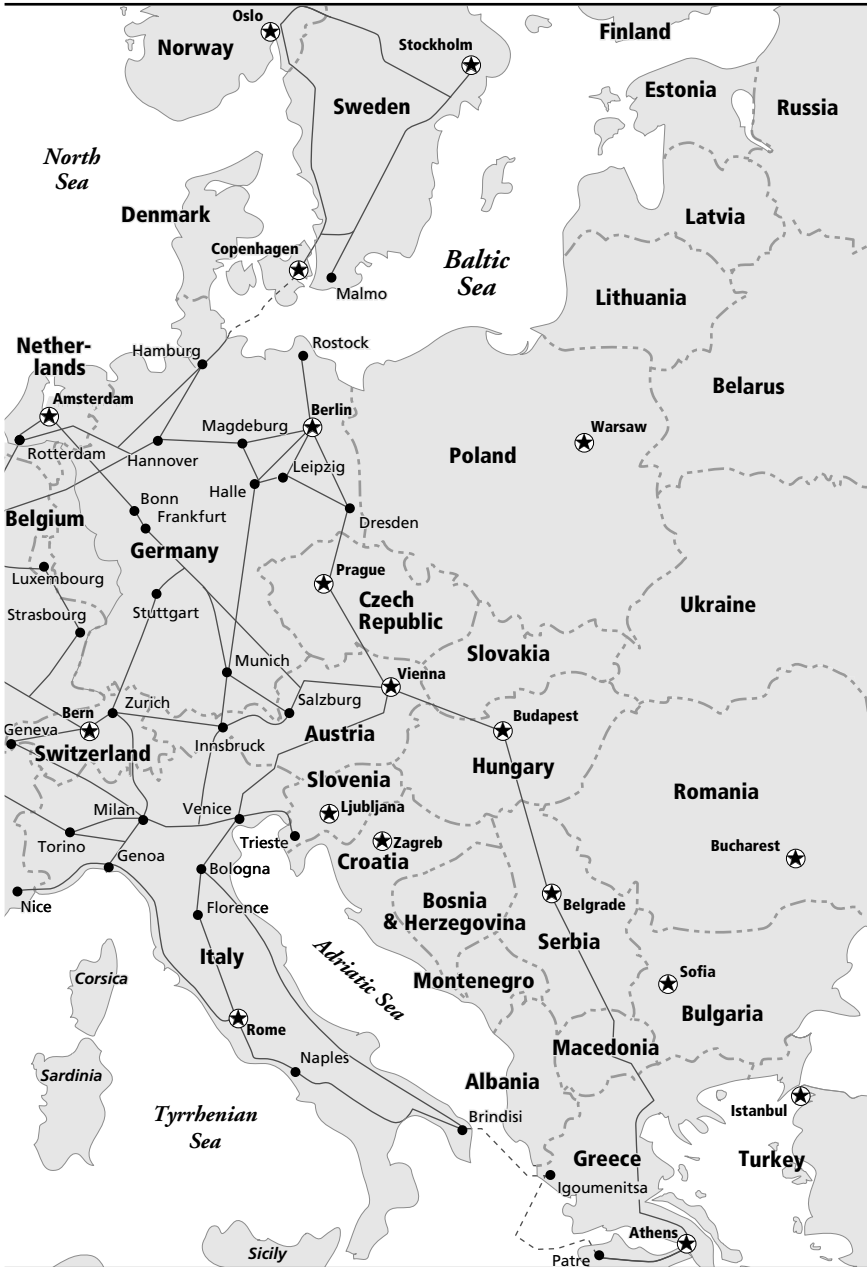 Oslo
Norway
Stockholm
Finland
Estonia
Russia
Sweden
North
Sea
Denmark
Latvia
Copenhagen
Baltic
Sea
Malmo
Lithuania
Nether-
lands
Hamburg
Rostock
Belarus
Amsterdam
Magdeburg
Berlin
Warsaw
Rotterdam
Hannover
Leipzig
Poland
Halle
Bonn
Frankfurt
Belgium
Dresden
Germany
Luxembourg
Prague
Czech
Republic
Ukraine
Strasbourg
Stuttgart
Slovakia
Munich
Vienna
Zurich
Salzburg
Bern
Budapest
Geneva
Switzerland
Innsbruck
Austria
Hungary
Slovenia
Romania
Milan
Venice
Ljubljana
Torino
Trieste
Zagreb
Bucharest
Genoa
Croatia
Bologna
Nice
Bosnia
& Herzegovina
Belgrade
Florence
Serbia
Italy
Adriatic Sea
Corsica
Montenegro
Sofia
Bulgaria
Rome
Macedonia
Sardinia
Naples
Albania
Tyrrhenian
Sea
Brindisi
Istanbul
Greece
Turkey
Igoumenitsa
Athens
Sicily
Patre